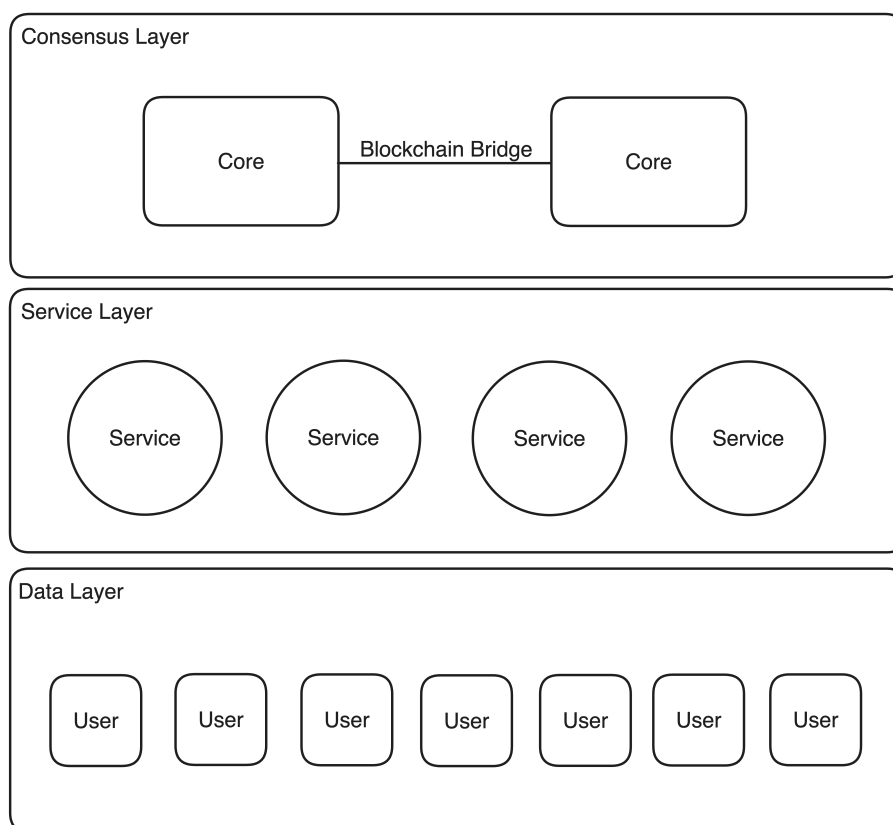 Consensus Layer
Blockchain Bridge
Core
Core
Service Layer
Service
Service
Service
Service
Data Layer
User
User
User
User
User
User
User